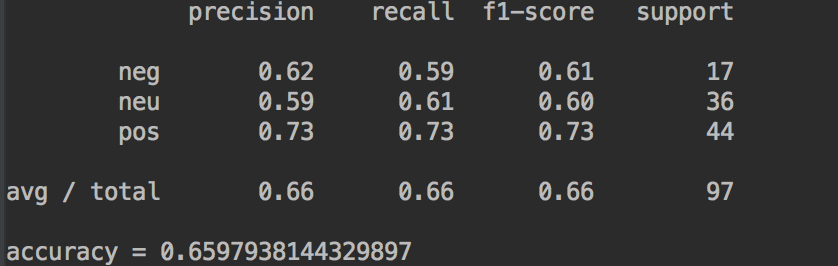 precision recall f1-score support
neg 0.62 0.59 0.61 17
neu 0.59 0.61 0.60 36
pos 0.73 0.73 0.73 44
avg / total 0.66 0.66 0.66 97
accuracy = 0.6597938144329897